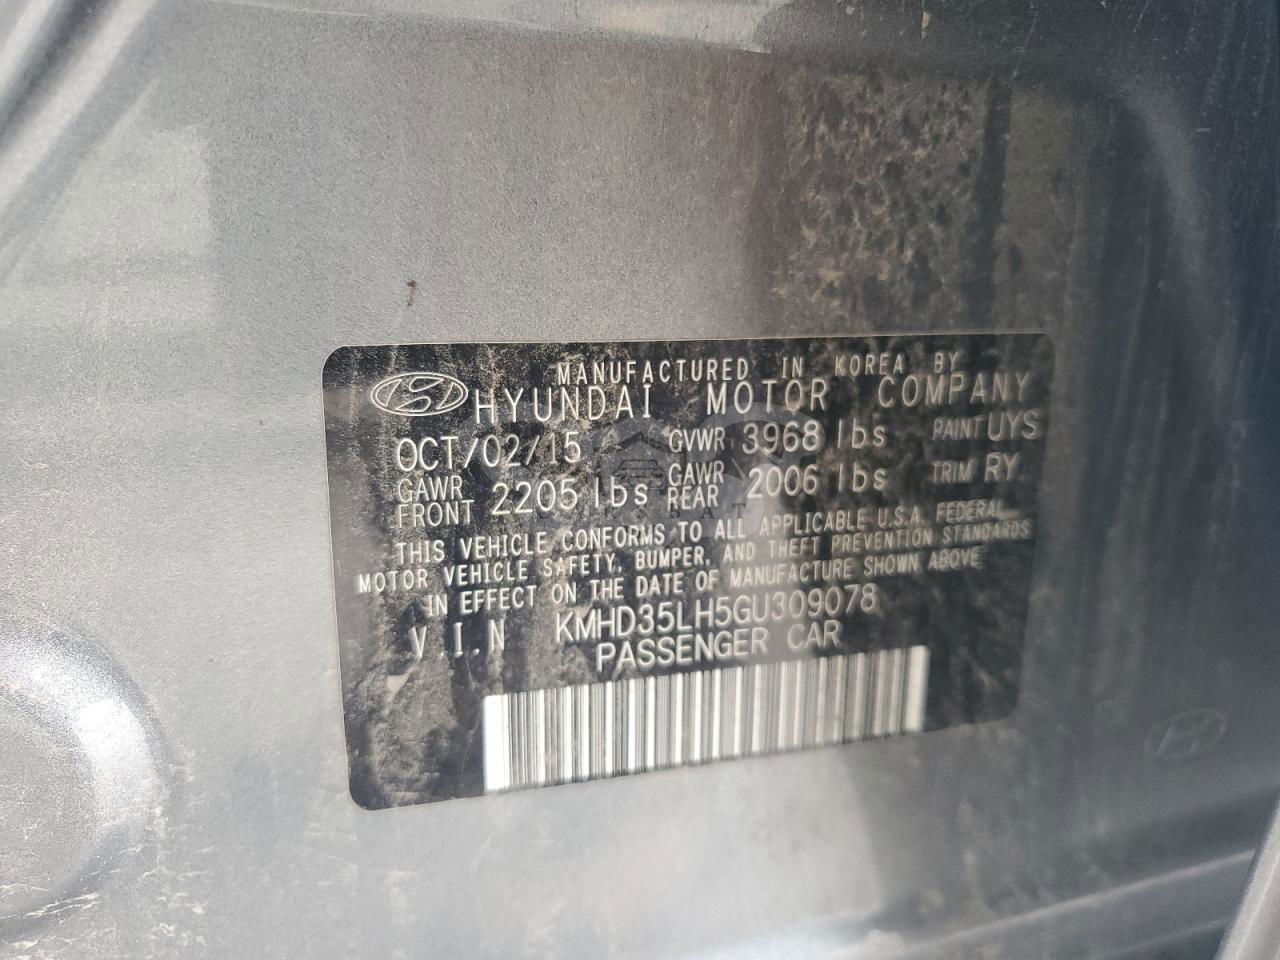 MANUFACTURED IN KOREA BY
HYUNDAI MOTOR COMPANY
OCT/02/15 GVWR 3968 lbs PAINT UYS
GAWR FRONT 2205 lbs GAWR REAR 2006 lbs TRIM RY
THIS VEHICLE CONFORMS TO ALL APPLICABLE U.S.A. FEDERAL
MOTOR VEHICLE SAFETY, BUMPER, AND THEFT PREVENTION STANDARDS
IN EFFECT ON THE DATE OF MANUFACTURE SHOWN ABOVE
V.I.N KMHD35LH5GU309078
PASSENGER CAR